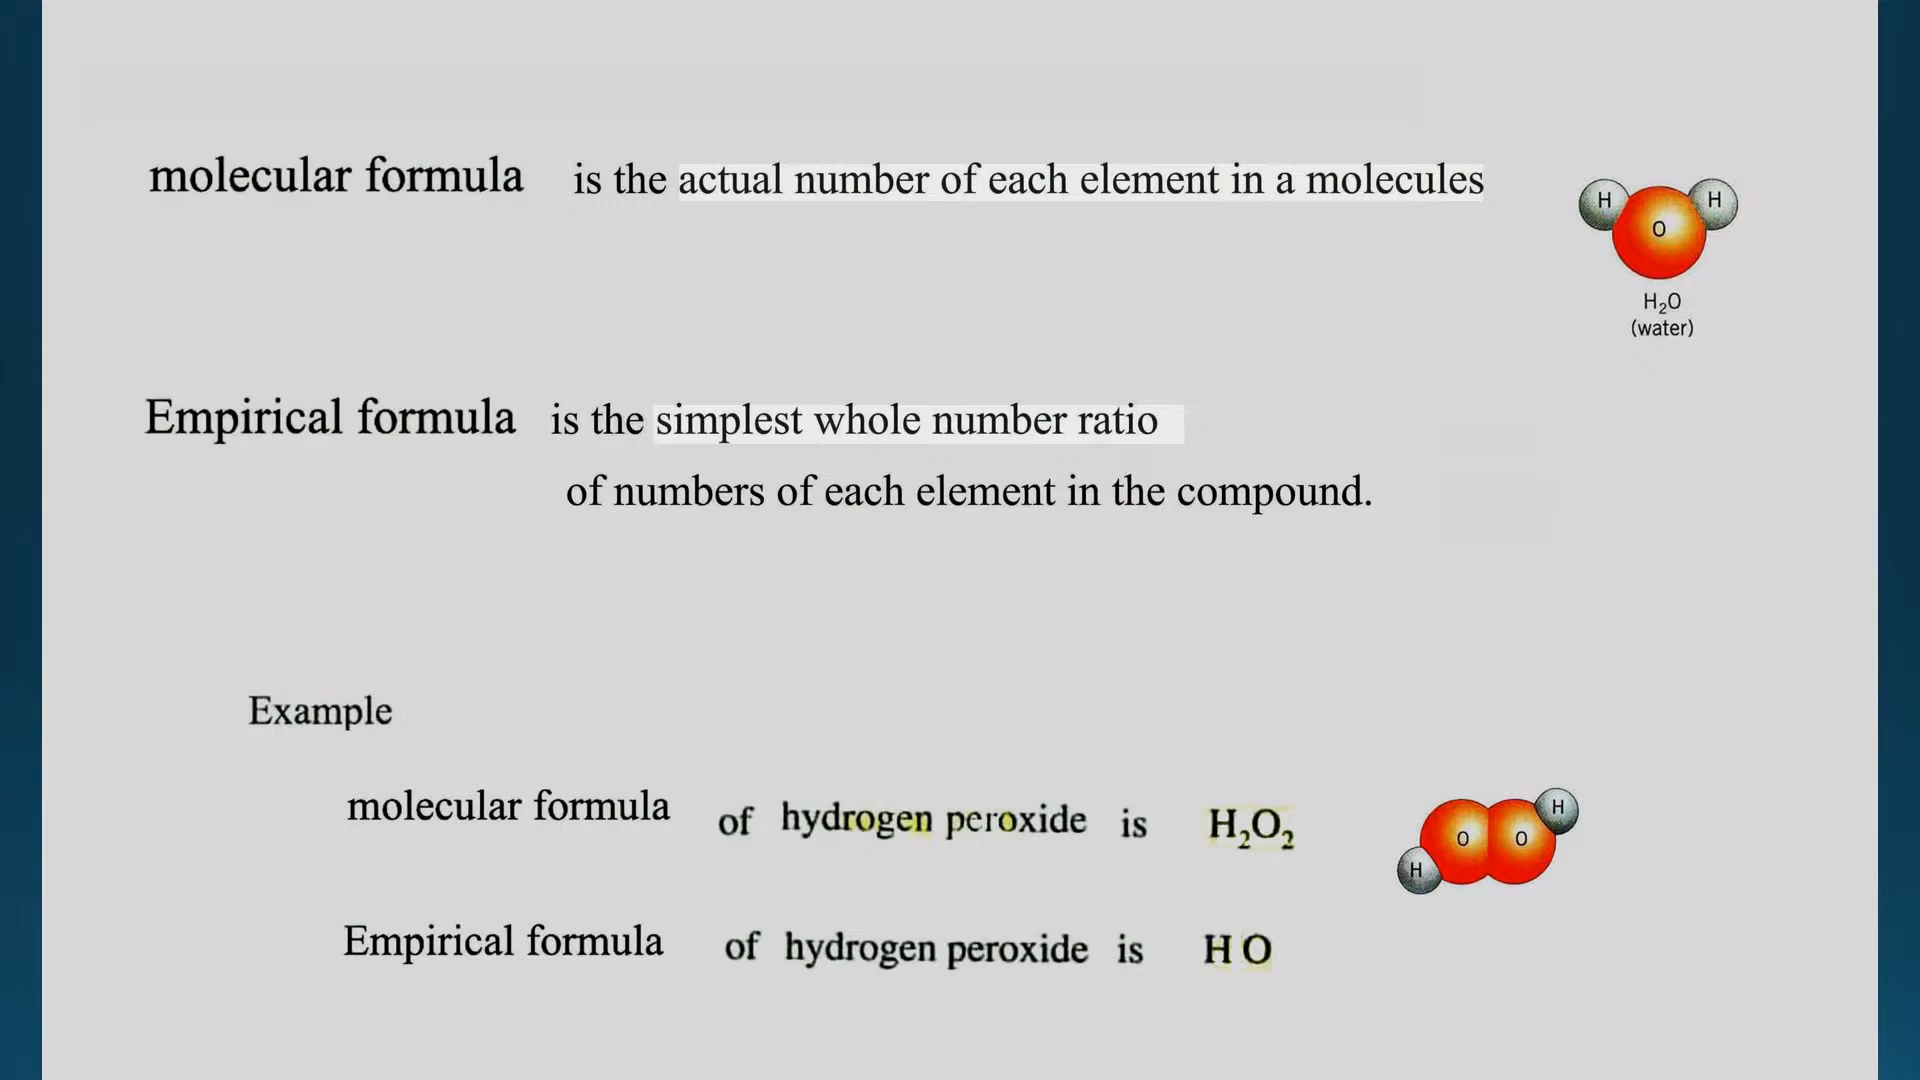 molecular formula is the actual number of each element in a molecules
H
H
O
H₂O
(water)
Empirical formula is the simplest whole number ratio
of numbers of each element in the compound.
Example
molecular formula of hydrogen peroxide is H₂O₂
H
O
O
H
Empirical formula of hydrogen peroxide is H O